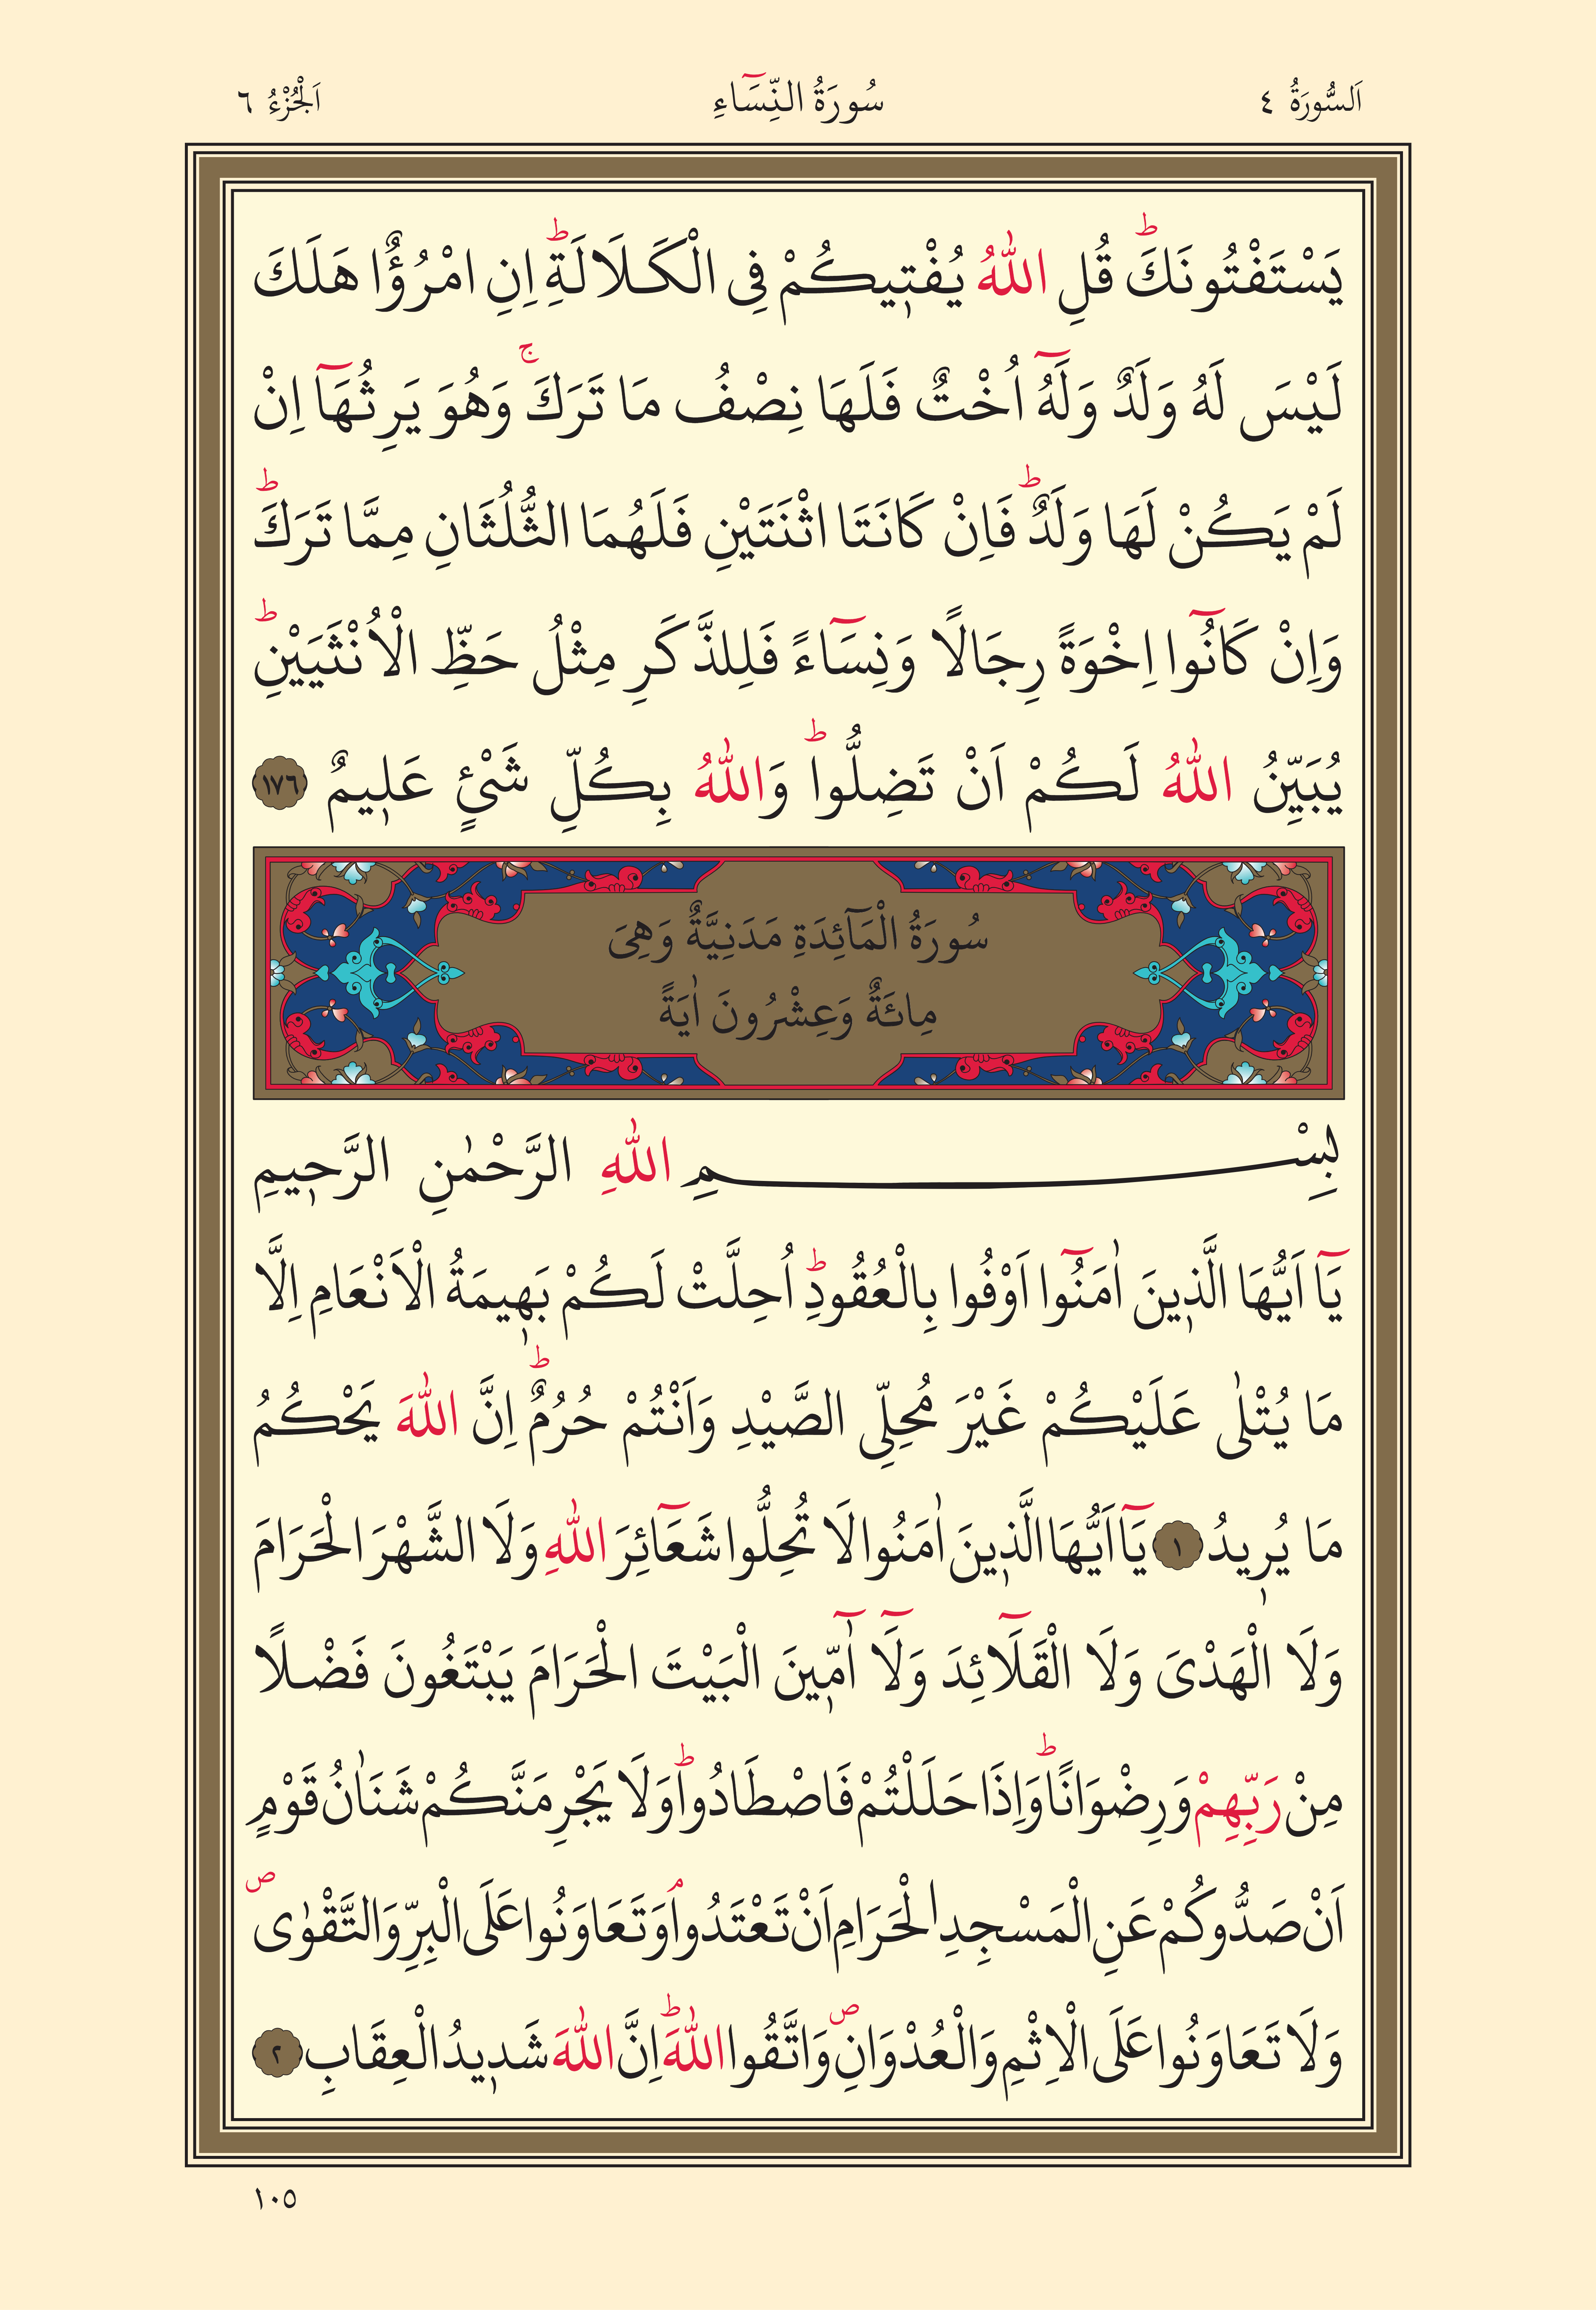 اَلسُّورَةُ ٤ سُورَةُ النِّسَٓاءِ اَلْجُزْءُ ٦
يَسْتَفْتُونَكَۜ قُلِ اللّٰهُ يُفْت۪يكُمْ فِى الْكَلَالَةِۜ اِنِ امْرُؤٌا هَلَكَ
لَيْسَ لَهُ وَلَدٌ وَلَهُٓ اُخْتٌ فَلَهَا نِصْفُ مَا تَرَكَۚ وَهُوَ يَرِثُهَٓا اِنْ
لَمْ يَكُنْ لَهَا وَلَدٌۜ فَاِنْ كَانَتَا اثْنَتَيْنِ فَلَهُمَا الثُّلُثَانِ مِمَّا تَرَكَۜ
وَاِنْ كَانُٓوا اِخْوَةً رِجَالًا وَنِسَٓاءً فَلِلذَّكَرِ مِثْلُ حَظِّ الْاُنْثَيَيْنِۜ
يُبَيِّنُ اللّٰهُ لَكُمْ اَنْ تَضِلُّواۜ وَاللّٰهُ بِكُلِّ شَيْءٍ عَل۪يمٌ ١٧٦
سُورَةُ الْمَٓائِدَةِ مَدَنِيَّةٌ وَهِىَ
مِائَةٌ وَعِشْرُونَ اٰيَةً
بِسْمِ اللّٰهِ الرَّحْمٰنِ الرَّح۪يمِ
يَٓا اَيُّهَا الَّذ۪ينَ اٰمَنُٓوا اَوْفُوا بِالْعُقُودِۜ اُحِلَّتْ لَكُمْ بَه۪يمَةُ الْاَنْعَامِ اِلَّا
مَا يُتْلٰى عَلَيْكُمْ غَيْرَ مُحِلِّى الصَّيْدِ وَاَنْتُمْ حُرُمٌۜ اِنَّ اللّٰهَ يَحْكُمُ
مَا يُر۪يدُ ١ يَٓا اَيُّهَا الَّذ۪ينَ اٰمَنُوا لَا تُحِلُّوا شَعَٓائِرَ اللّٰهِ وَلَا الشَّهْرَ الْحَرَامَ
وَلَا الْهَدْىَ وَلَا الْقَلَٓائِدَ وَلَٓا آٰمّ۪ينَ الْبَيْتَ الْحَرَامَ يَبْتَغُونَ فَضْلًا
مِنْ رَبِّهِمْ وَرِضْوَانًاۜ وَاِذَا حَلَلْتُمْ فَاصْطَادُواۜ وَلَا يَجْرِمَنَّكُمْ شَنَاٰنُ قَوْمٍ
اَنْ صَدُّوكُمْ عَنِ الْمَسْجِدِ الْحَرَامِ اَنْ تَعْتَدُواۢ وَتَعَاوَنُوا عَلَى الْبِرِّ وَالتَّقْوٰىۖ
وَلَا تَعَاوَنُوا عَلَى الْاِثْمِ وَالْعُدْوَانِۖ وَاتَّقُوا اللّٰهَۜ اِنَّ اللّٰهَ شَد۪يدُ الْعِقَابِ ٢
١٠٥